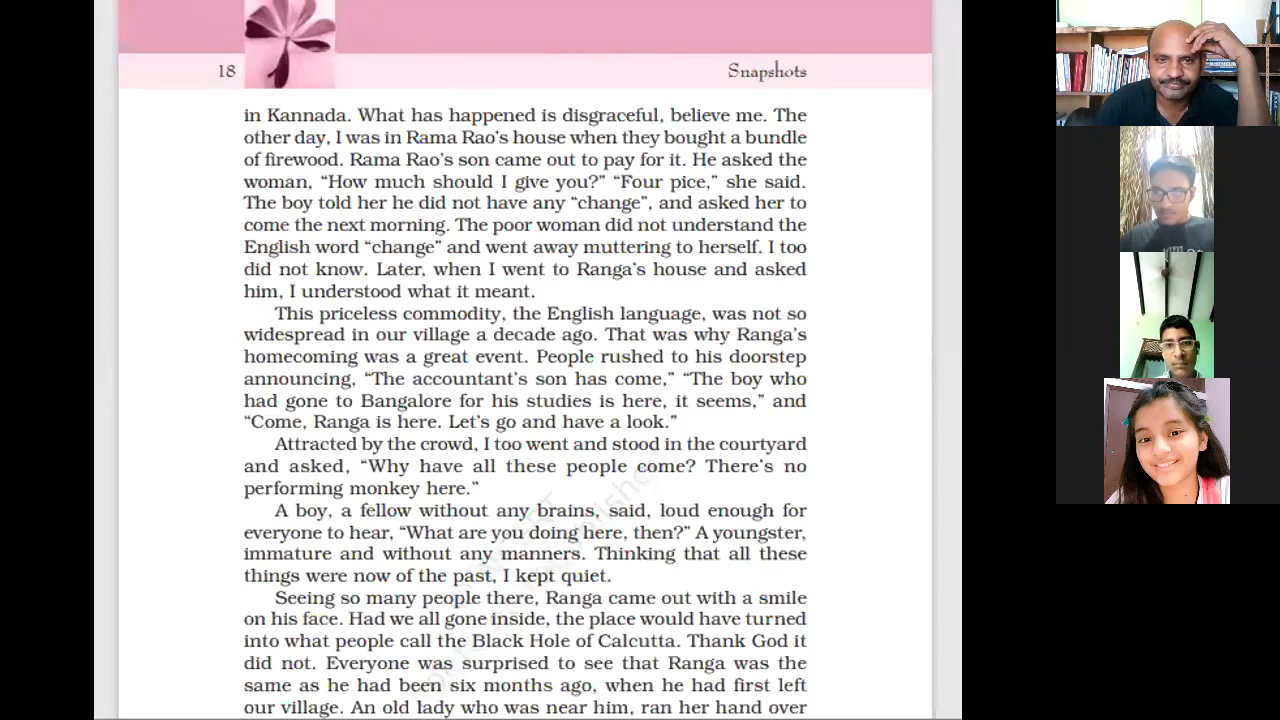 18
Snapshots
in Kannada. What has happened is disgraceful, believe me. The
other day, I was in Rama Rao's house when they bought a bundle
of firewood. Rama Rao's son came out to pay for it. He asked the
woman, “How much should I give you?” “Four pice,” she said.
The boy told her he did not have any “change”, and asked her to
come the next morning. The poor woman did not understand the
English word “change” and went away muttering to herself. I too
did not know. Later, when I went to Ranga's house and asked
him, I understood what it meant.
This priceless commodity, the English language, was not so
widespread in our village a decade ago. That was why Ranga's
homecoming was a great event. People rushed to his doorstep
announcing, “The accountant's son has come,” “The boy who
had gone to Bangalore for his studies is here, it seems,” and
“Come, Ranga is here. Let's go and have a look.”
Attracted by the crowd, I too went and stood in the courtyard
and asked, “Why have all these people come? There's no
performing monkey here.”
A boy, a fellow without any brains, said, loud enough for
everyone to hear, “What are you doing here, then?” A youngster,
immature and without any manners. Thinking that all these
things were now of the past, I kept quiet.
Seeing so many people there, Ranga came out with a smile
on his face. Had we all gone inside, the place would have turned
into what people call the Black Hole of Calcutta. Thank God it
did not. Everyone was surprised to see that Ranga was the
same as he had been six months ago, when he had first left
our village. An old lady who was near him, ran her hand over